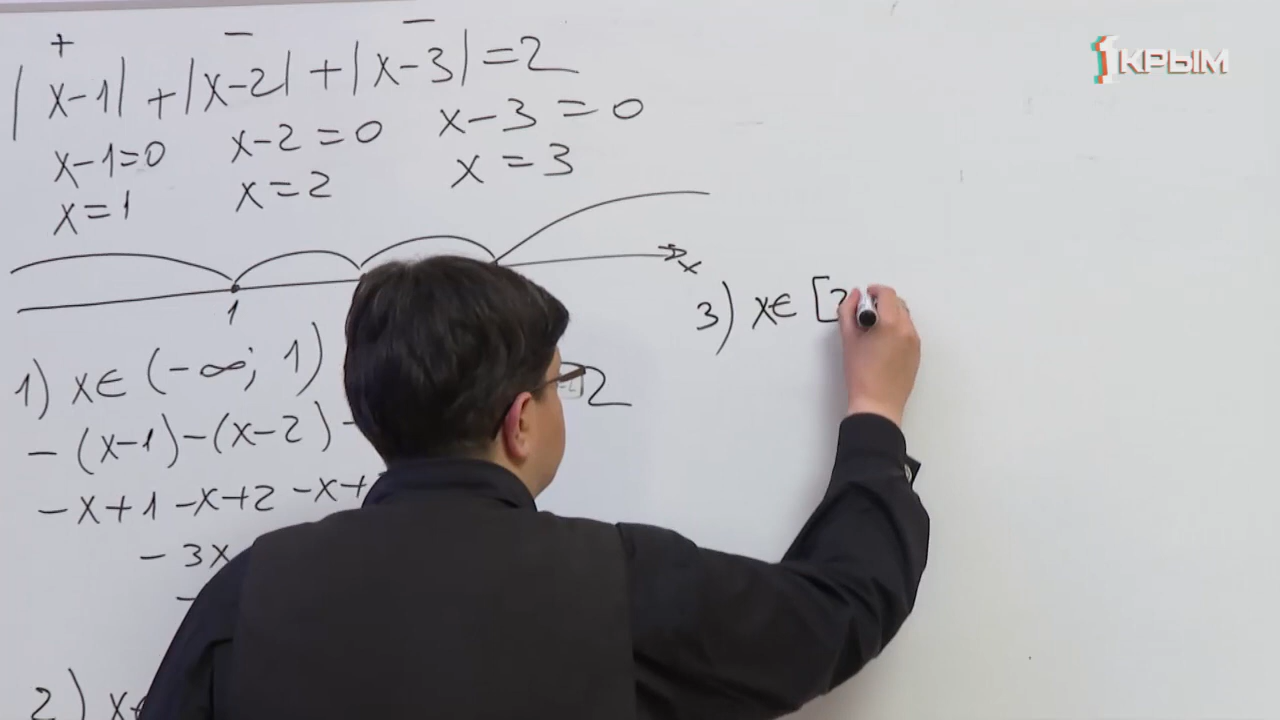 1КРЫМ
+ − −
|x-1| + |x-2| + |x-3| = 2
x-1=0 x-2=0 x-3=0
x=1 x=2 x=3
x
1
1) x∈ (-∞; 1)
3) x∈ [2
2
-(x-1)-(x-2)-
-x+1-x+2-x+
-3x
2) x